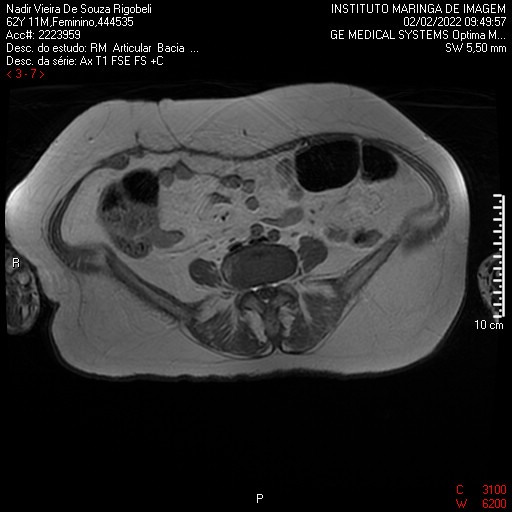 Nadir Vieira De Souza Rigobeli
62Y 11M,Feminino,444535
Acc#: 2223959
Desc. do estudo: RM Articular Bacia ...
Desc. da série: Ax T1 FSE FS +C
< 3 - 7 >
INSTITUTO MARINGA DE IMAGEM
02/02/2022 09:49:57
GE MEDICAL SYSTEMS Optima M...
SW 5,50 mm
R
10 cm
P
C 3100
W 6200